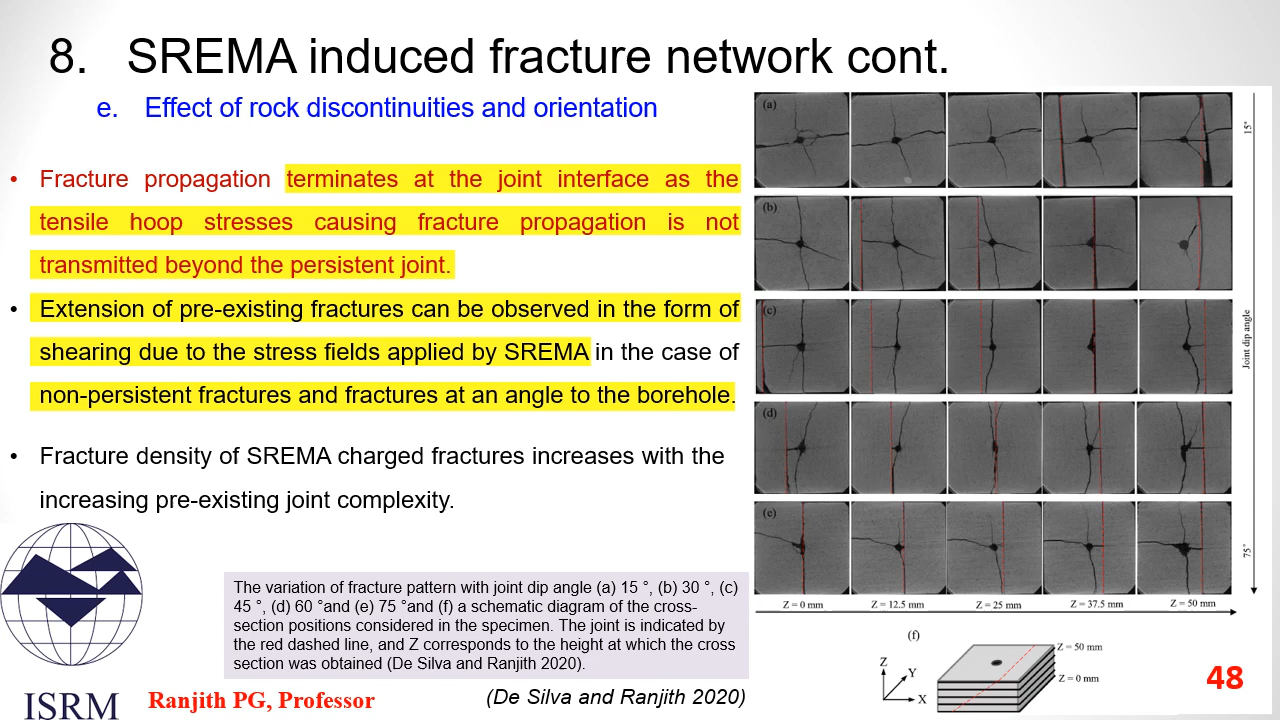 8. SREMA induced fracture network cont.
e. Effect of rock discontinuities and orientation
• Fracture propagation terminates at the joint interface as the
tensile hoop stresses causing fracture propagation is not
transmitted beyond the persistent joint.
• Extension of pre-existing fractures can be observed in the form of
shearing due to the stress fields applied by SREMA in the case of
non-persistent fractures and fractures at an angle to the borehole.
• Fracture density of SREMA charged fractures increases with the
increasing pre-existing joint complexity.
The variation of fracture pattern with joint dip angle (a) 15 °, (b) 30 °, (c)
45 °, (d) 60 °and (e) 75 °and (f) a schematic diagram of the cross-
section positions considered in the specimen. The joint is indicated by
the red dashed line, and Z corresponds to the height at which the cross
section was obtained (De Silva and Ranjith 2020).
ISRM
Ranjith PG, Professor
(De Silva and Ranjith 2020)
(a)
(b)
(c)
(d)
(e)
15°
Joint dip angle
75°
Z = 0 mm
Z = 12.5 mm
Z = 25 mm
Z = 37.5 mm
Z = 50 mm
(f)
Z
Y
X
Z = 50 mm
Z = 0 mm
48